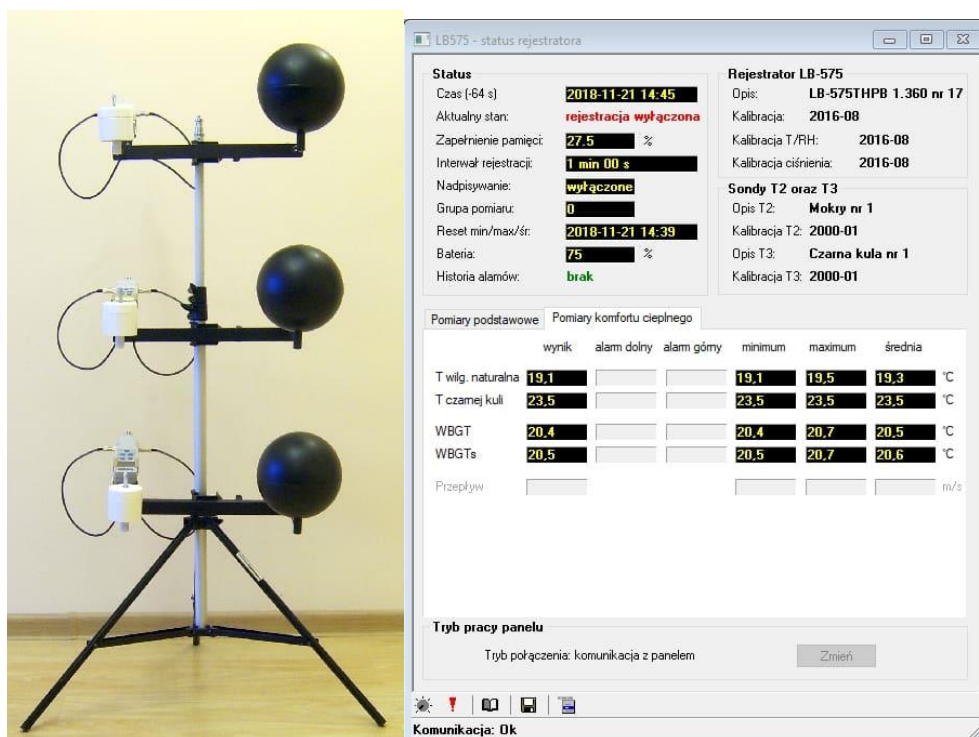 LB575 - status rejestratora
Status
Czas (-64 s) 2018-11-21 14:45
Aktualny stan: rejestracja wyłączona
Zapełnienie pamięci: 27.5 %
Interwał rejestracji: 1 min 00 s
Nadpisywanie: wyłączone
Grupa pomiaru: 0
Reset min/max/śr: 2018-11-21 14:39
Bateria: 75 %
Historia alamów: brak
Rejestrator LB-575
Opis: LB-575THPB 1.360 nr 17
Kalibracja: 2016-08
Kalibracja T/RH: 2016-08
Kalibracja ciśnienia: 2016-08
Sondy T2 oraz T3
Opis T2: Mokry nr 1
Kalibracja T2: 2000-01
Opis T3: Czarna kula nr 1
Kalibracja T3: 2000-01
Pomiary podstawowe Pomiary komfortu cieplnego
wynik alarm dolny alarm górny minimum maximum średnia
T wilg. naturalna 19,1 19,1 19,5 19,3 °C
T czarnej kuli 23,5 23,5 23,5 23,5 °C
WBGT 20,4 20,4 20,7 20,5 °C
WBGTs 20,5 20,5 20,7 20,6 °C
Przepływ m/s
Tryb pracy panelu
Tryb połączenia: komunikacja z panelem Zmień
Komunikacja: Ok